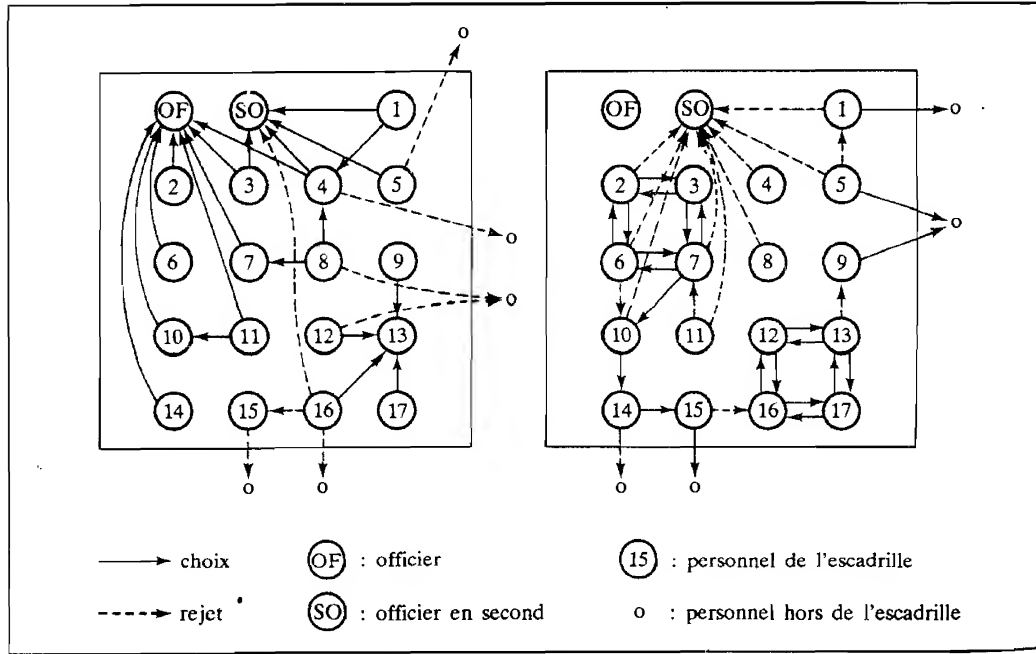 o
OF SO 1
2 3 4 5
o
6 7 8 9
o
10 11 12 13
14 15 16 17
o o
OF SO 1 o
2 3 4 5
o
6 7 8 9
10 11 12 13
14 15 16 17
o o
choix
rejet
OF : officier
SO : officier en second
15 : personnel de l'escadrille
o : personnel hors de l'escadrille